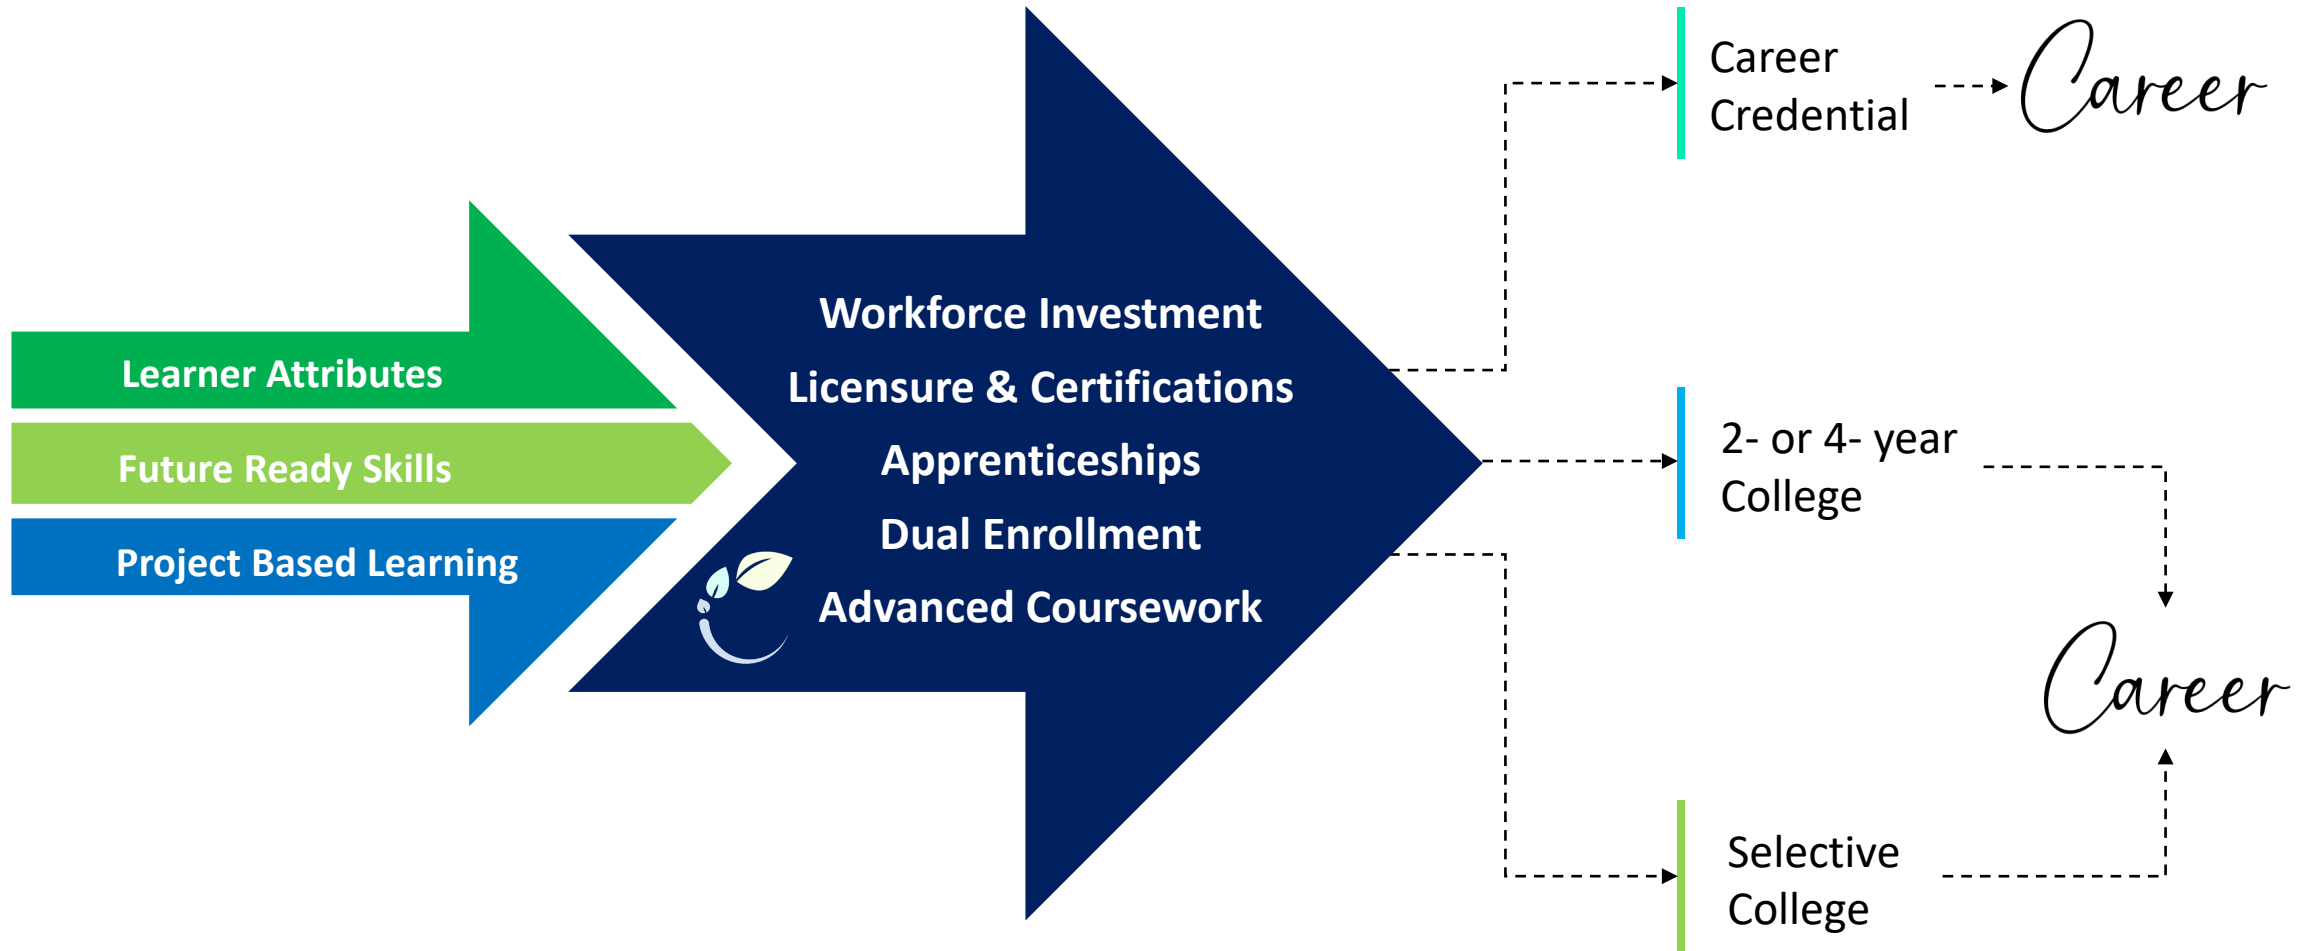 Learner Attributes
Future Ready Skills
Project Based Learning
Workforce Investment
Licensure & Certifications
Apprenticeships
Dual Enrollment
Advanced Coursework
Career
Credential
Career
2- or 4- year
College
Selective
College
Career